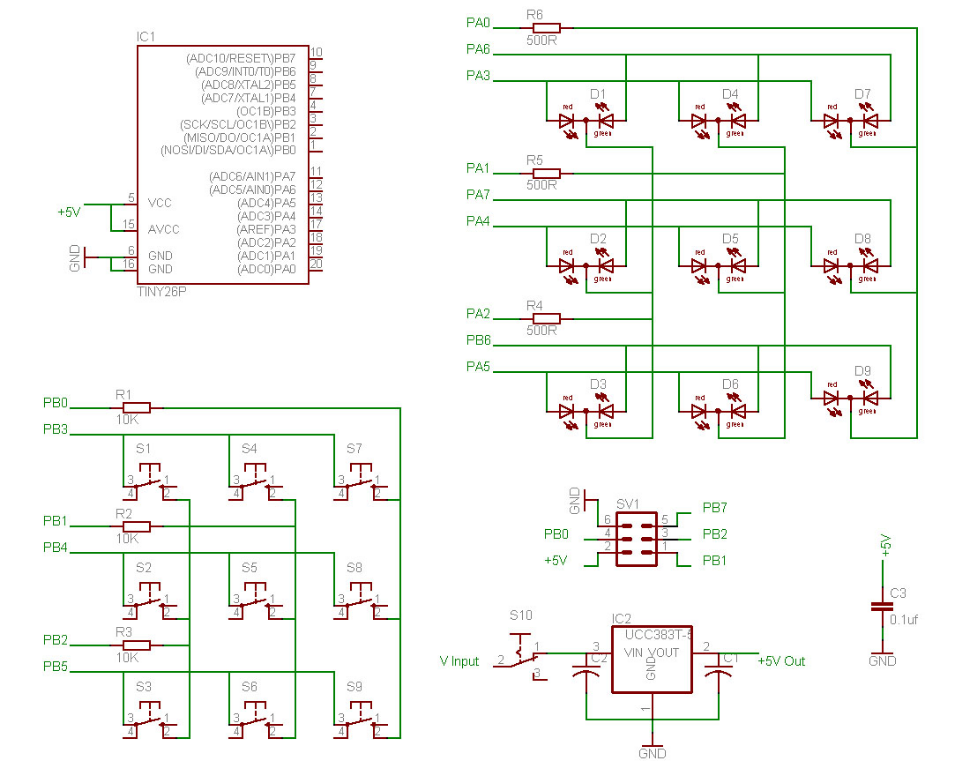 IC1
(ADC10/RESET\)PB7 10
(ADC9/INT0/T0)PB6 9
(ADC8/XTAL2)PB5 8
(ADC7/XTAL1)PB4 7
(OC1B)PB3 4
(SCK/SCL/OC1B\)PB2 3
(MISO/DO/OC1A)PB1 2
(NOSI/DI/SDA/OC1A\)PB0 1
(ADC6/AIN1)PA7 11
(ADC5/AIN0)PA6 12
(ADC4)PA5 13
(ADC3)PA4 14
(AREF)PA3 17
(ADC2)PA2 18
(ADC1)PA1 19
(ADC0)PA0 20
+5V
5 VCC
15 AVCC
GND
6 GND
16 GND
TINY26P
PA0 R6
500R
PA6
PA3
D1 D4 D7
red red red
green green green
PA1 R5
500R
PA7
PA4
D2 D5 D8
red red red
green green green
PA2 R4
500R
PB6
PA5
D3 D6 D9
red red red
green green green
PB0 R1
10K
PB3
S1 S4 S7
3 1 3 1 3 1
4 2 4 2 4 2
PB1 R2
10K
PB4
S2 S5 S8
3 1 3 1 3 1
4 2 4 2 4 2
PB2 R3
10K
PB5
S3 S6 S9
3 1 3 1 3 1
4 2 4 2 4 2
GND
SV1
6 5 PB7
PB0 4 3 PB2
+5V 2 1 PB1
S10
V Input 2 1
3
IC2
UCC383T-5
3 VIN VOUT 2
GND
1
C2 C1
+5V Out
GND
+5V
C3
0.1uf
GND